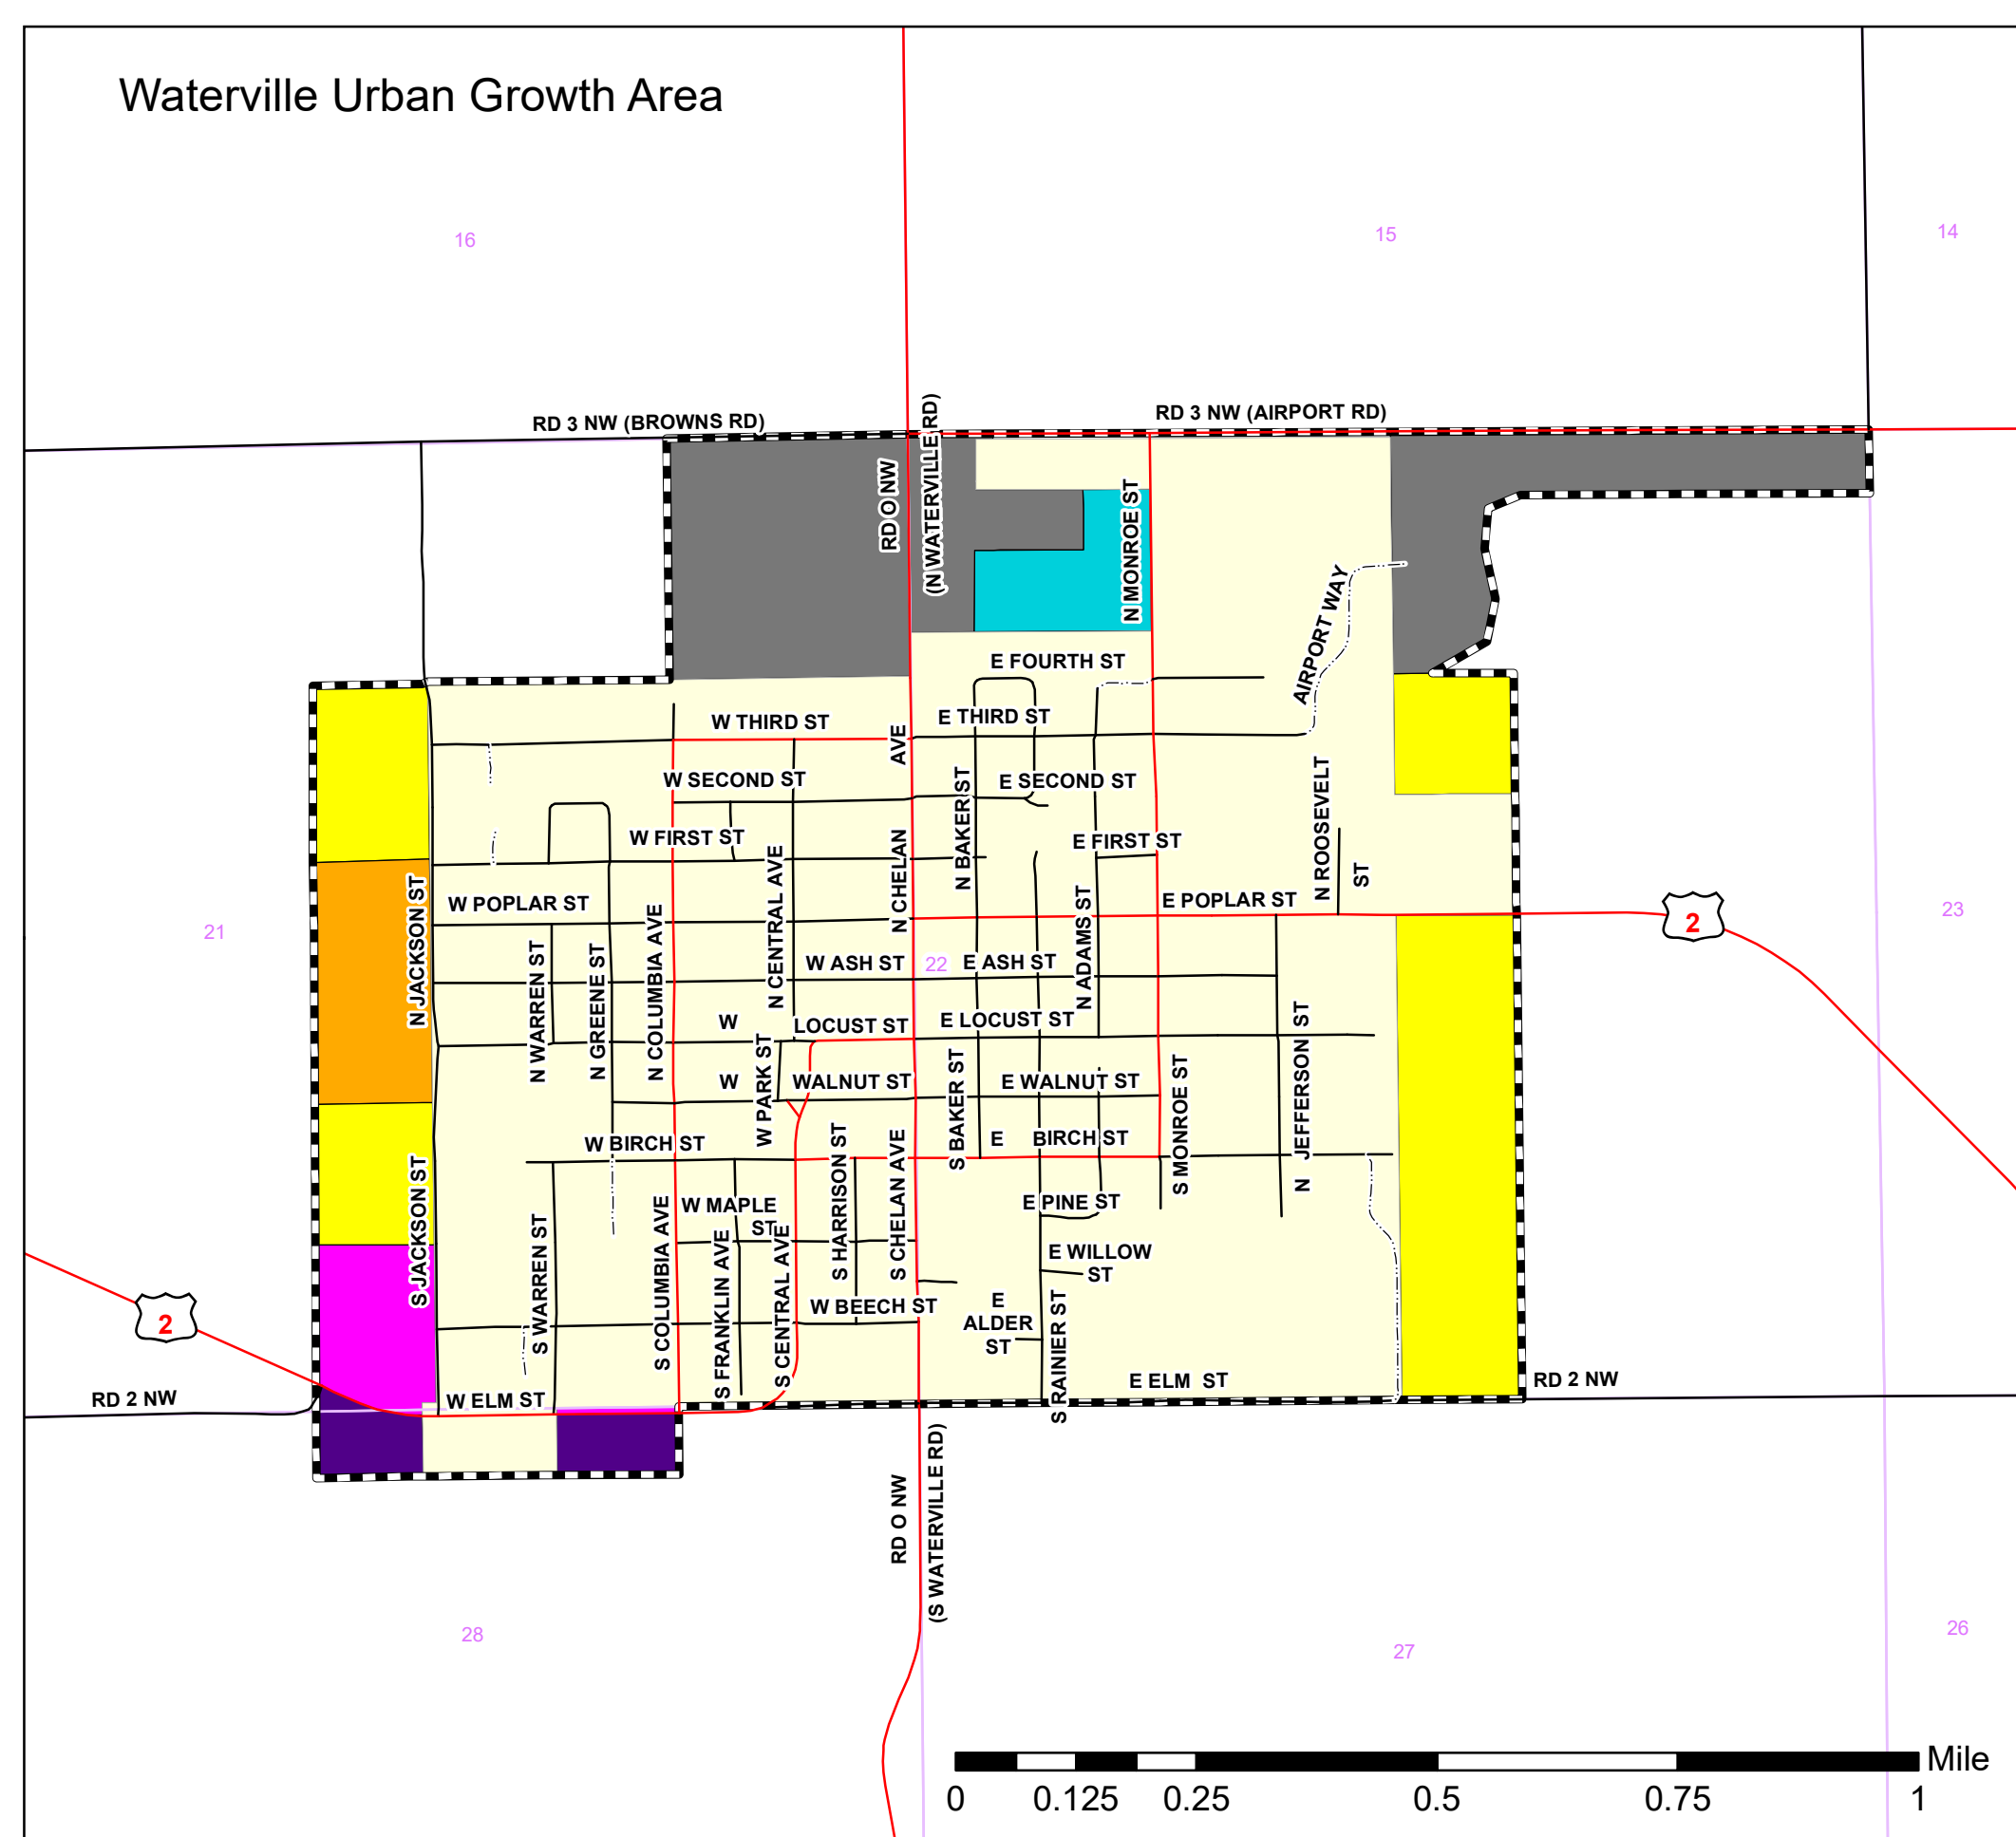 Waterville Urban Growth Area
16
15
14
RD 3 NW (BROWNS RD)
RD 3 NW (AIRPORT RD)
RD O NW
(N WATERVILLE RD)
N MONROE ST
AIRPORT WAY
E FOURTH ST
W THIRD ST
E THIRD ST
AVE
N CHELAN
W SECOND ST
E SECOND ST
N BAKER ST
W FIRST ST
E FIRST ST
N ROOSEVELT
ST
N CENTRAL AVE
W POPLAR ST
E POPLAR ST
2
N JACKSON ST
N COLUMBIA AVE
N ADAMS ST
21
22
23
N WARREN ST
N GREENE ST
W ASH ST
E ASH ST
W
LOCUST ST
E LOCUST ST
N JEFFERSON ST
W PARK ST
W
WALNUT ST
E WALNUT ST
S BAKER ST
S MONROE ST
W BIRCH ST
E BIRCH ST
S JACKSON ST
S HARRISON ST
S CHELAN AVE
W MAPLE
ST
E PINE ST
S WARREN ST
S COLUMBIA AVE
S FRANKLIN AVE
S CENTRAL AVE
E WILLOW
ST
2
W BEECH ST
E
ALDER
ST
S RAINIER ST
RD 2 NW
W ELM ST
E ELM ST
RD 2 NW
RD O NW
(S WATERVILLE RD)
28
27
26
Mile
0
0.125
0.25
0.5
0.75
1